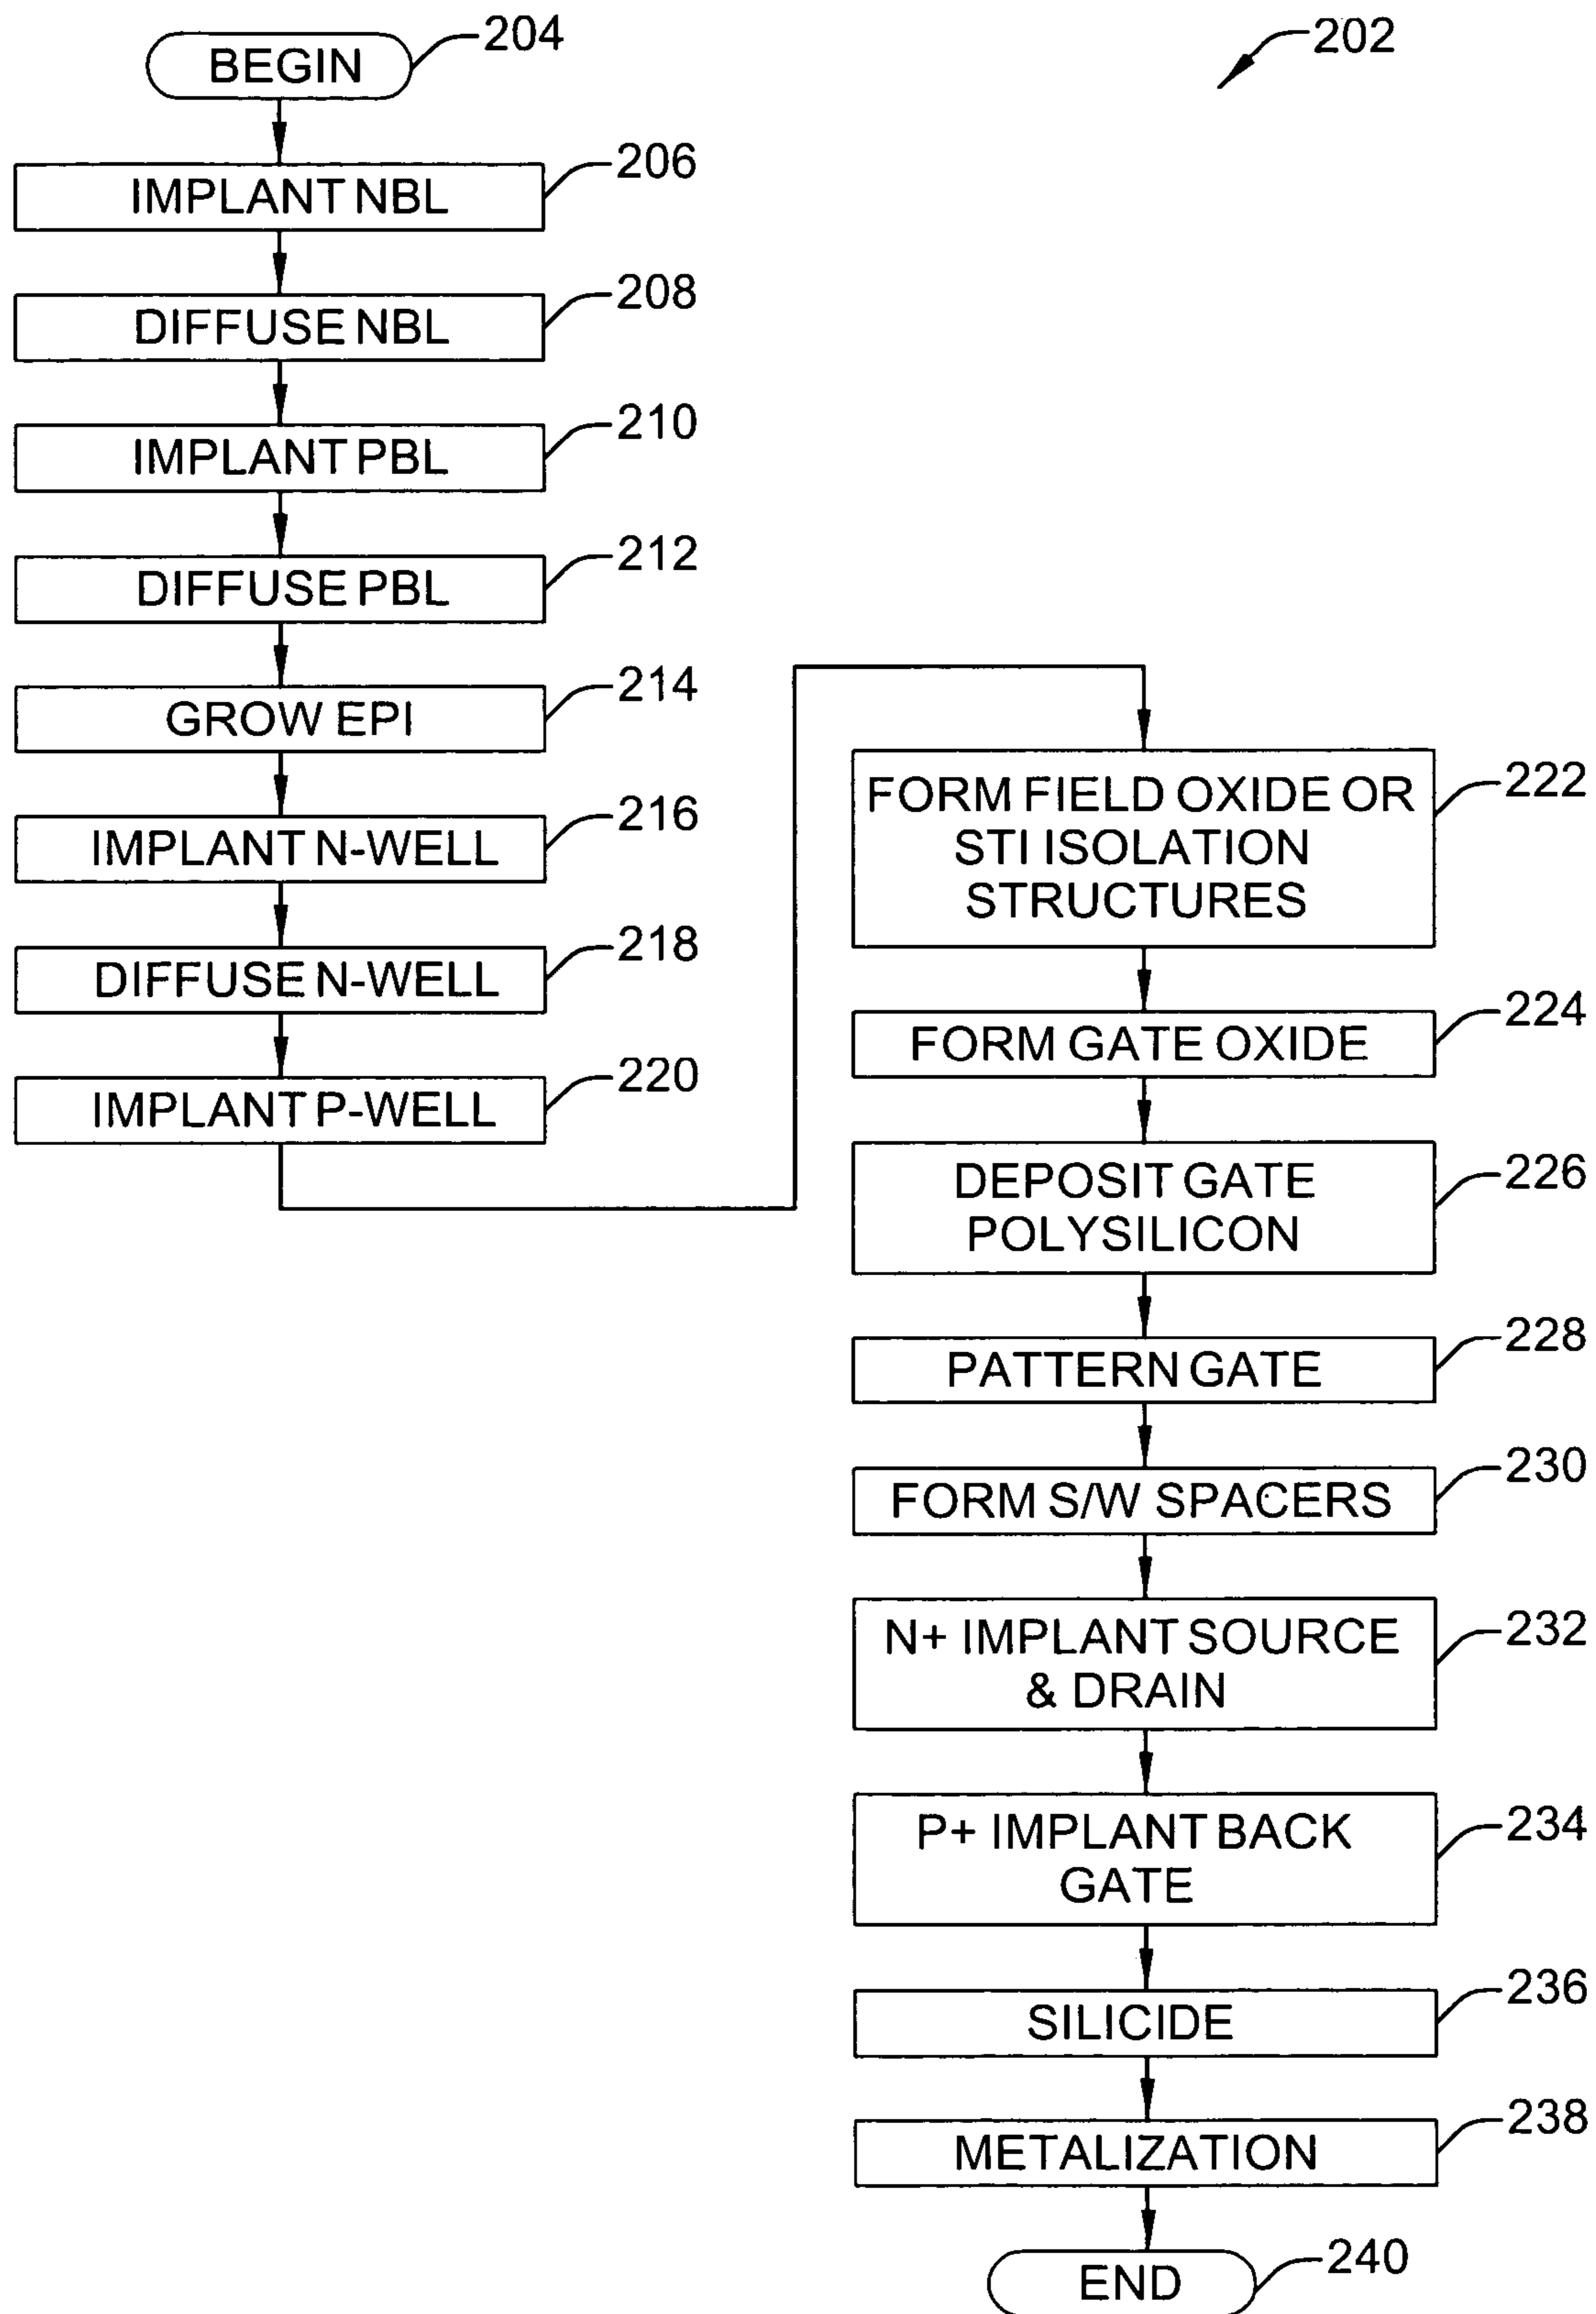 BEGIN
204
202
IMPLANT NBL
206
DIFFUSE NBL
208
IMPLANT PBL
210
DIFFUSE PBL
212
GROW EPI
214
IMPLANT N-WELL
216
DIFFUSE N-WELL
218
IMPLANT P-WELL
220
FORM FIELD OXIDE OR
STI ISOLATION
STRUCTURES
222
FORM GATE OXIDE
224
DEPOSIT GATE
POLYSILICON
226
PATTERN GATE
228
FORM S/W SPACERS
230
N+ IMPLANT SOURCE
& DRAIN
232
P+ IMPLANT BACK
GATE
234
SILICIDE
236
METALIZATION
238
END
240